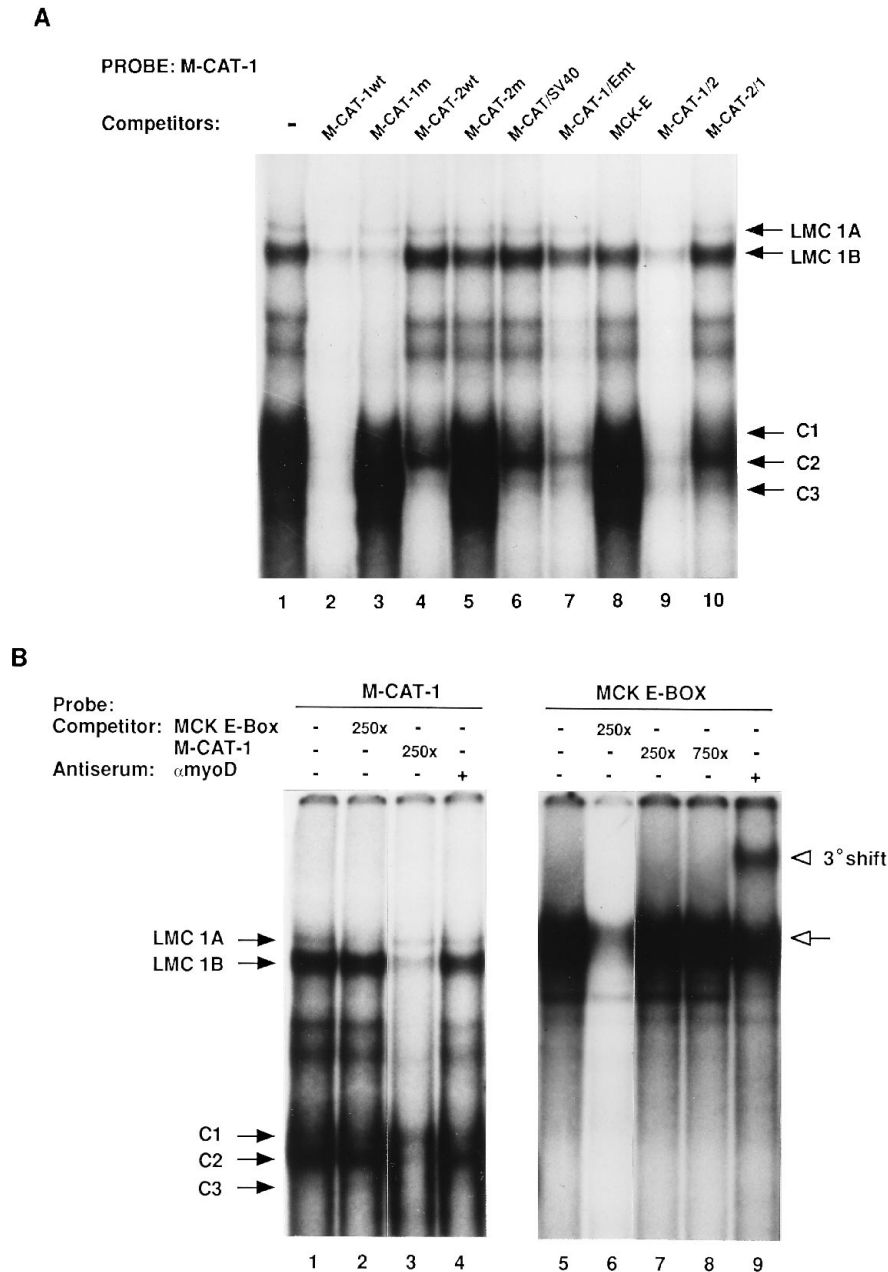 A
PROBE: M-CAT-1
Competitors: - M-CAT-1wt M-CAT-1m M-CAT-2wt M-CAT-2m M-CAT/SV40 M-CAT-1/Emt MCK-E M-CAT-1/2 M-CAT-2/1
LMC 1A
LMC 1B
C1
C2
C3
1 2 3 4 5 6 7 8 9 10
B
Probe: M-CAT-1 MCK E-BOX
Competitor: MCK E-Box - 250x - - - 250x - - -
M-CAT-1 - - 250x - - - 250x 750x -
Antiserum: αmyoD - - - + - - - - +
3°shift
LMC 1A
LMC 1B
C1
C2
C3
1 2 3 4 5 6 7 8 9